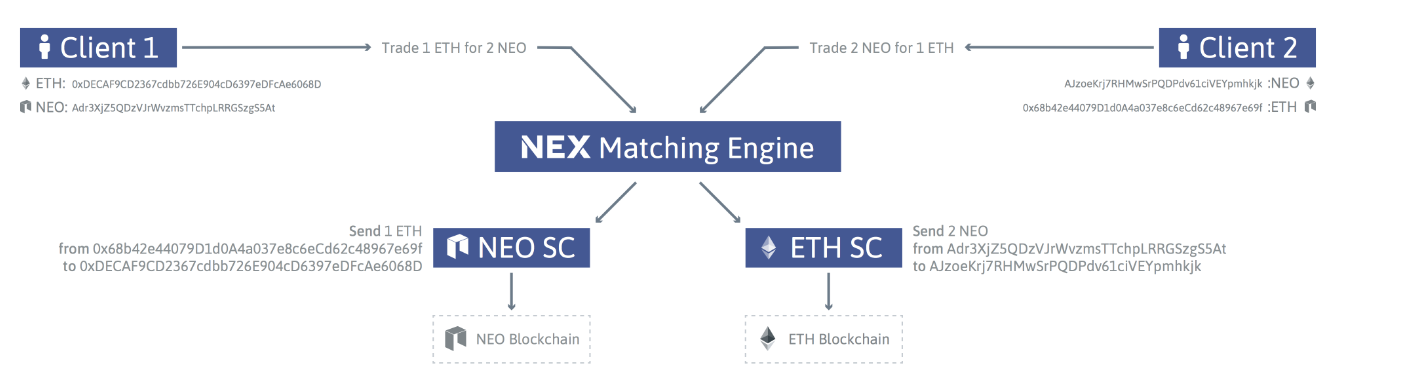 Client 1
Trade 1 ETH for 2 NEO
Trade 2 NEO for 1 ETH
Client 2
ETH: 0xDECAF9CD2367cdbb726E904cD6397eDFcAe6068D
NEO: Adr3XjZ5QDzVJrWvzmsTTchpLRRGSzgS5At
AJzoeKrj7RHMwSrPQDPdv61ciVEYpmhkjk :NEO
0x68b42e44079D1d0A4a037e8c6eCd62c48967e69f :ETH
NEX Matching Engine
Send 1 ETH
from 0x68b42e44079D1d0A4a037e8c6eCd62c48967e69f
to 0xDECAF9CD2367cdbb726E904cD6397eDFcAe6068D
NEO SC
ETH SC
Send 2 NEO
from Adr3XjZ5QDzVJrWvzmsTTchpLRRGSzgS5At
to AJzoeKrj7RHMwSrPQDPdv61ciVEYpmhkjk
NEO Blockchain
ETH Blockchain